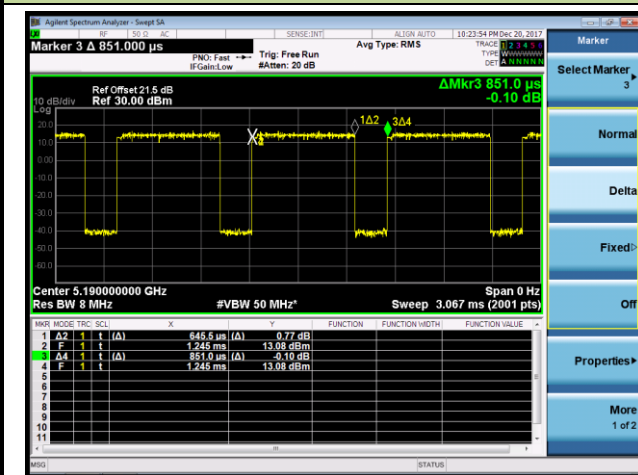 Agilent Spectrum Analyzer - Swept SA
RF 50 Ω AC SENSE:INT ALIGN AUTO 10:23:54 PM Dec 20, 2017
Marker 3 Δ 851.000 μs
PNO: Fast
IFGain:Low
Trig: Free Run
#Atten: 20 dB
Avg Type: RMS
TRACE 1 2 3 4 5 6
TYPE WWWWWW
DET A N N N N N
Ref Offset 21.5 dB
Ref 30.00 dBm
10 dB/div
Log
ΔMkr3 851.0 μs
-0.10 dB
20.0
10.0
0.00
-10.0
-20.0
-30.0
-40.0
-50.0
-60.0
1Δ2
3Δ4
Center 5.190000000 GHz Span 0 Hz
Res BW 8 MHz #VBW 50 MHz* Sweep 3.067 ms (2001 pts)
MKR MODE TRC SCL X Y FUNCTION FUNCTION WIDTH FUNCTION VALUE
1 Δ2 1 t (Δ) 645.5 μs (Δ) 0.77 dB
2 F 1 t 1.245 ms 13.08 dBm
3 Δ4 1 t (Δ) 851.0 μs (Δ) -0.10 dB
4 F 1 t 1.245 ms 13.08 dBm
5
6
7
8
9
10
11
MSG STATUS
Marker
Select Marker
3
Normal
Delta
Fixed
Off
Properties
More
1 of 2